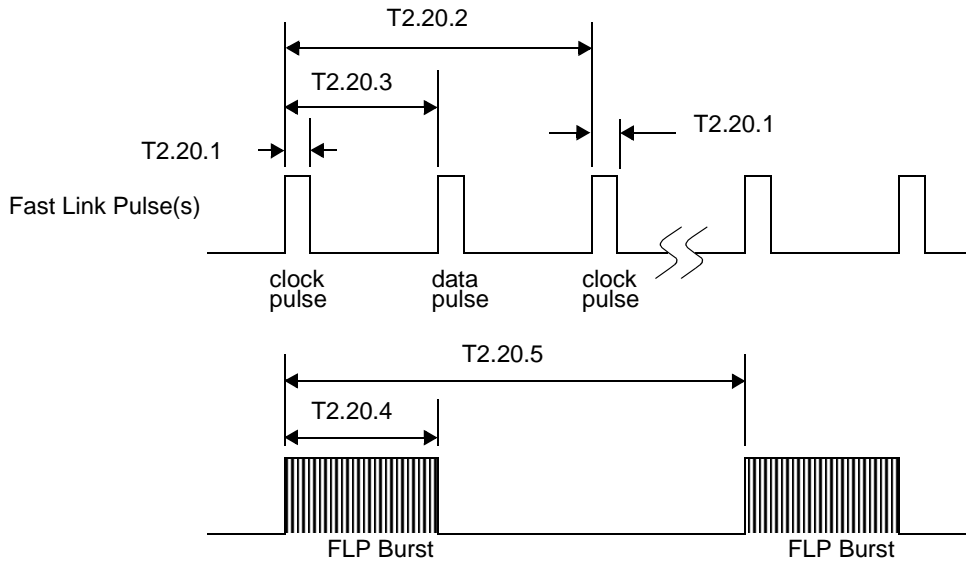 T2.20.2
T2.20.3
T2.20.1
T2.20.1
Fast Link Pulse(s)
clock
pulse
data
pulse
clock
pulse
T2.20.5
T2.20.4
FLP Burst
FLP Burst